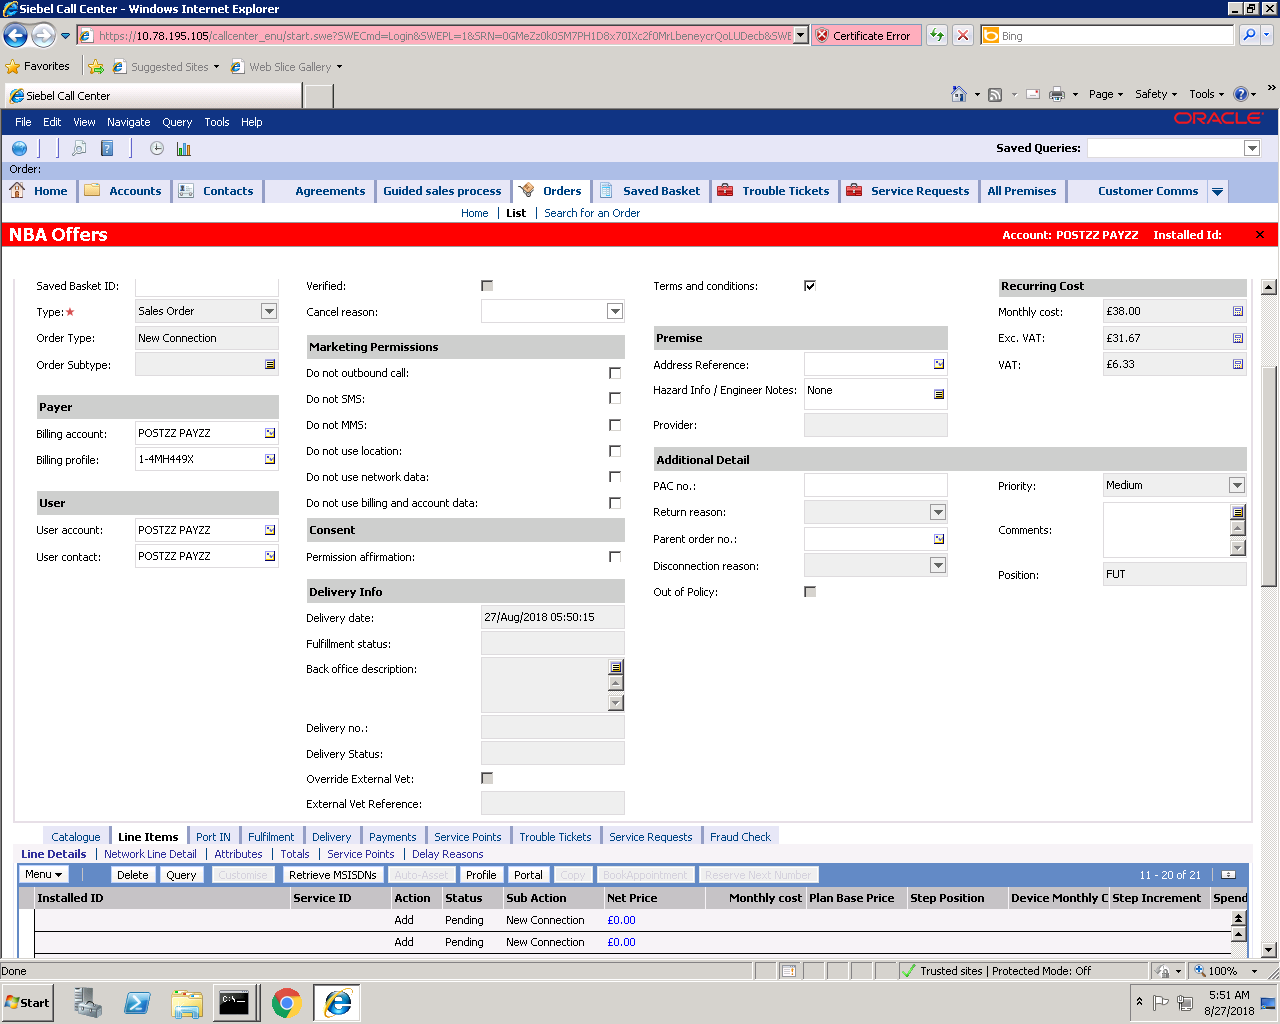 Siebel Call Center - Windows Internet Explorer
https://10.78.195.105/callcenter_enu/start.swe?SWECmd=Login&SWEPL=1&SRN=
Certificate Error
Bing
Favorites
Suggested Sites
Web Slice Gallery
Siebel Call Center
Page
Safety
Tools
File Edit View Navigate Query Tools Help
ORACLE
Saved Queries:
Order:
Home Accounts Contacts Agreements Guided sales process Orders Saved Basket Trouble Tickets Service Requests All Premises Customer Comms
Home | List | Search for an Order
NBA Offers
Account: POSTZZ PAYZZ Installed Id:
Saved Basket ID:
Type:★ Sales Order
Order Type: New Connection
Order Subtype:
Payer
Billing account: POSTZZ PAYZZ
Billing profile: 1-4MH449X
User
User account: POSTZZ PAYZZ
User contact: POSTZZ PAYZZ
Verified:
Cancel reason:
Marketing Permissions
Do not outbound call:
Do not SMS:
Do not MMS:
Do not use location:
Do not use network data:
Do not use billing and account data:
Consent
Permission affirmation:
Delivery Info
Delivery date: 27/Aug/2018 05:50:15
Fulfillment status:
Back office description:
Delivery no.:
Delivery Status:
Override External Vet:
External Vet Reference:
Terms and conditions:
Premise
Address Reference:
Hazard Info / Engineer Notes: None
Provider:
Recurring Cost
Monthly cost: £38.00
Exc. VAT: £31.67
VAT: £6.33
Additional Detail
PAC no.:
Return reason:
Parent order no.:
Disconnection reason:
Out of Policy:
Priority: Medium
Comments:
Position: FUT
Catalogue Line Items Port IN Fulfilment Delivery Payments Service Points Trouble Tickets Service Requests Fraud Check
Line Details | Network Line Detail | Attributes | Totals | Service Points | Delay Reasons
Menu Delete Query Customise Retrieve MSISDNs Auto-Asset Profile Portal Copy BookAppointment Reserve Next Number 11 - 20 of 21
Installed ID Service ID Action Status Sub Action Net Price Monthly cost Plan Base Price Step Position Device Monthly C Step Increment Spend
Add Pending New Connection £0.00
Add Pending New Connection £0.00
Done
Trusted sites | Protected Mode: Off
100%
Start
5:51 AM
8/27/2018